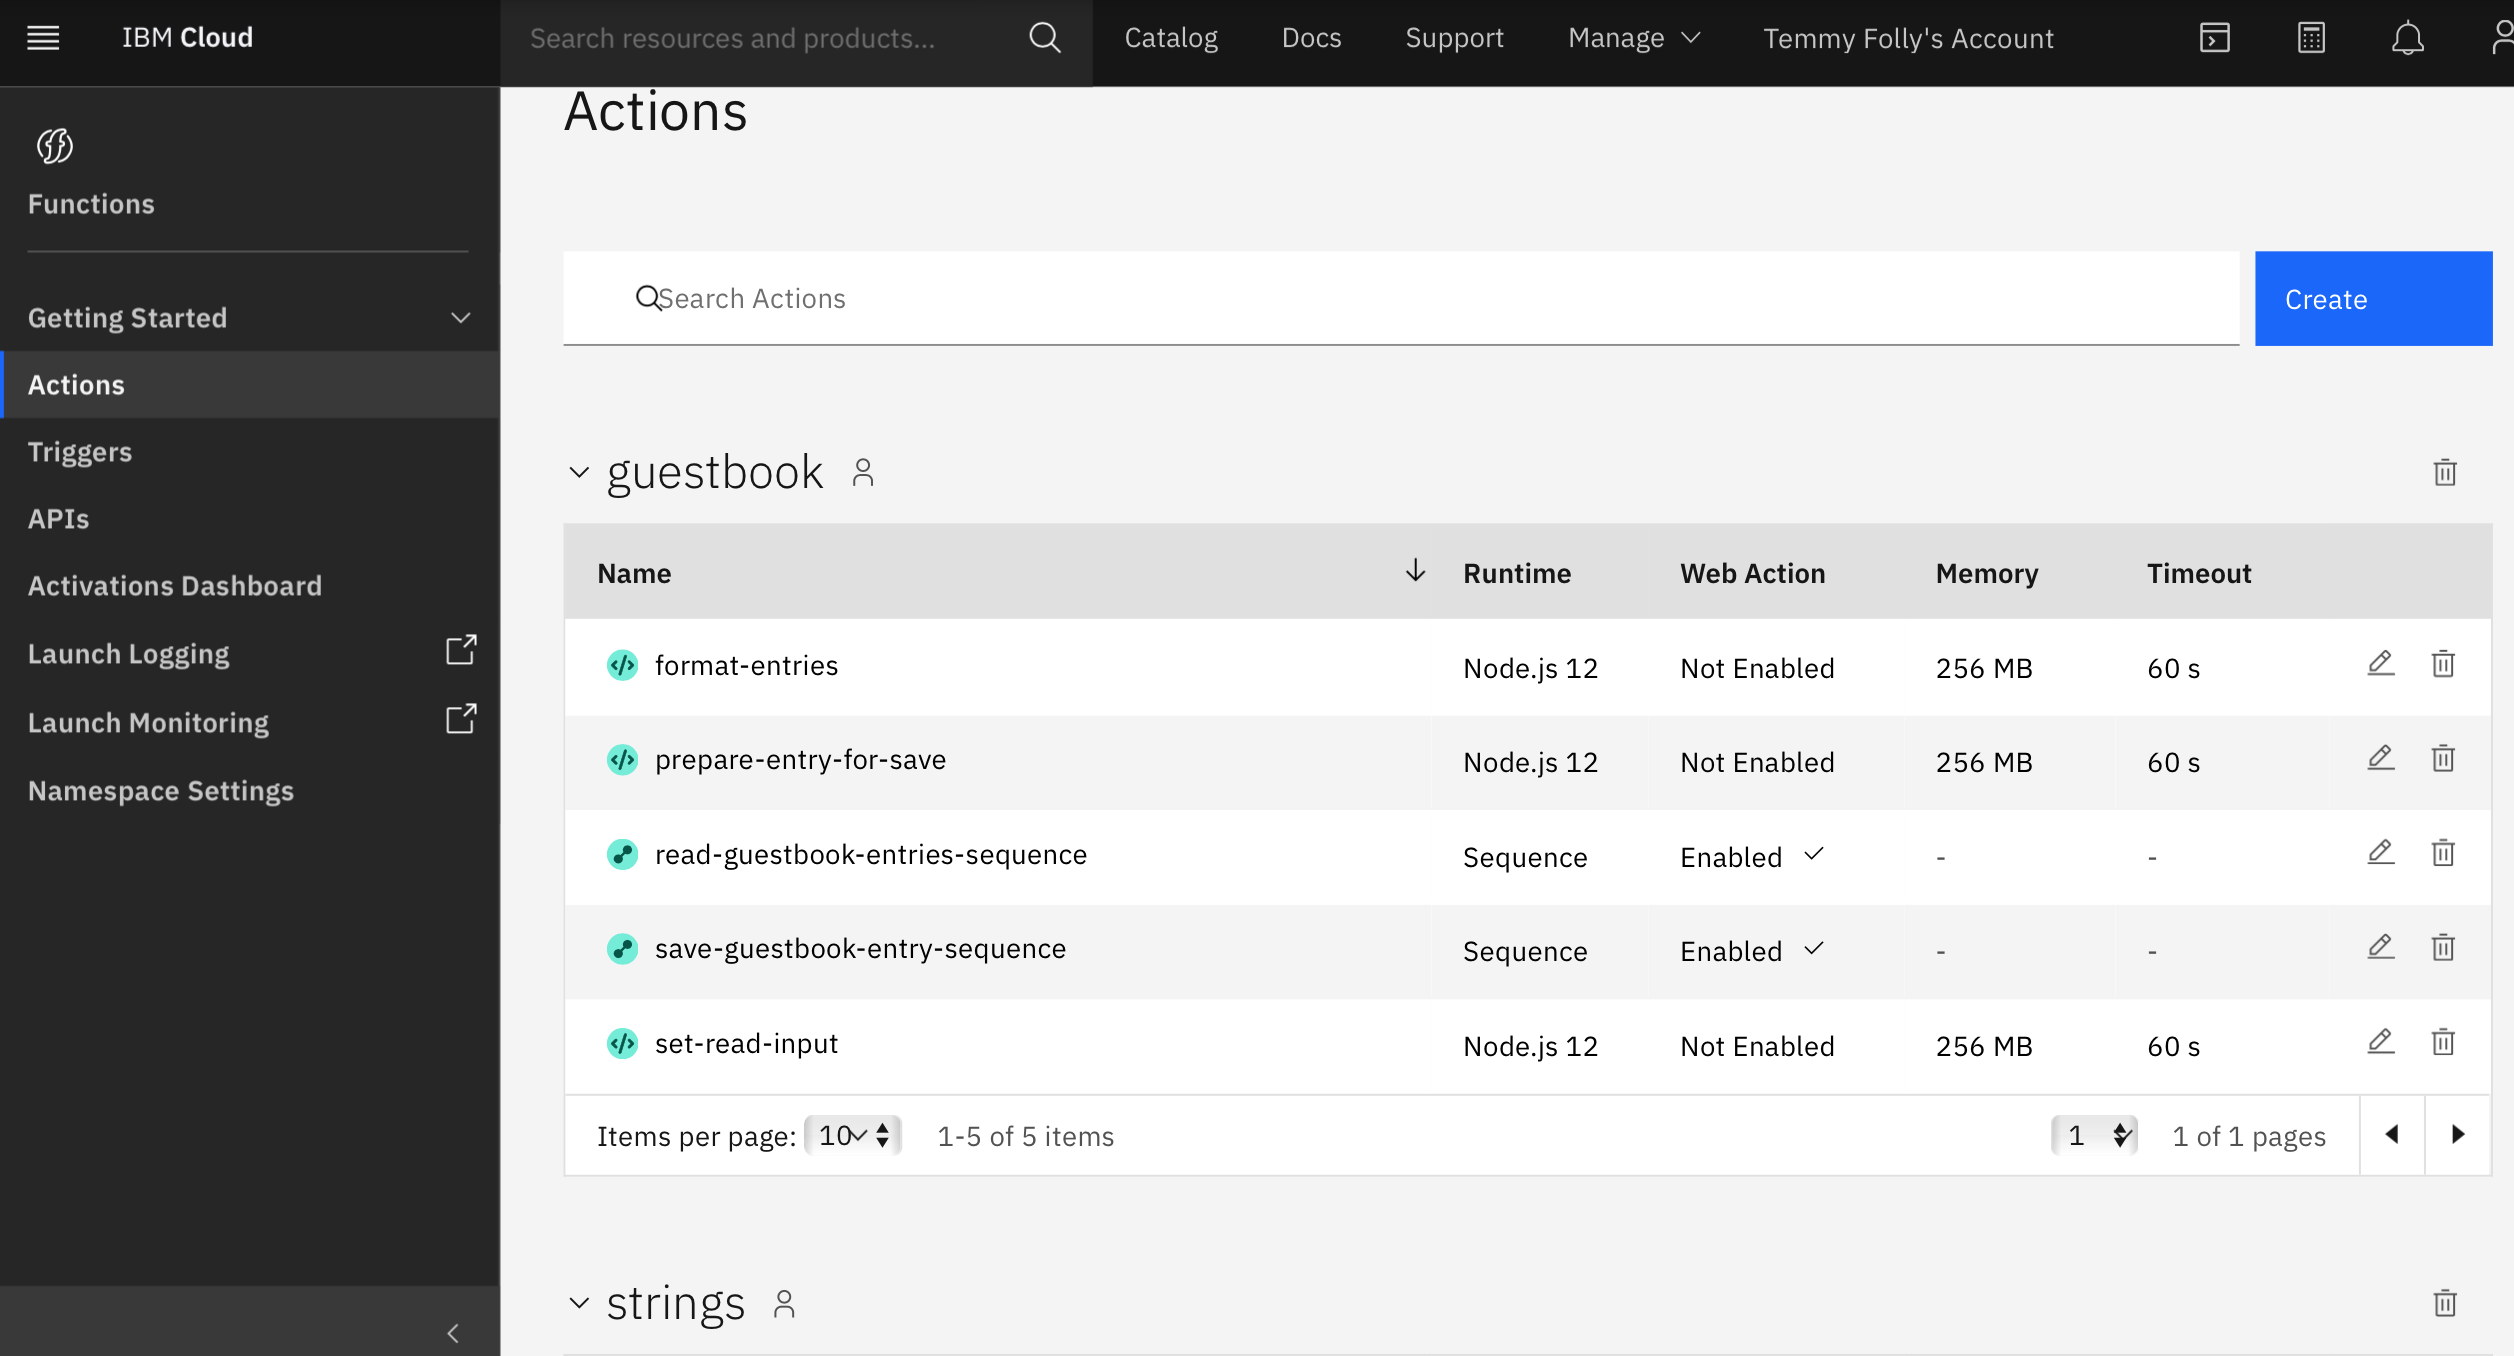 IBM Cloud
Search resources and products...
Catalog
Docs
Support
Manage
Temmy Folly's Account
Functions
Getting Started
Actions
Triggers
APIs
Activations Dashboard
Launch Logging
Launch Monitoring
Namespace Settings
Actions
Search Actions
Create
guestbook
Name Runtime Web Action Memory Timeout
format-entries Node.js 12 Not Enabled 256 MB 60 s
prepare-entry-for-save Node.js 12 Not Enabled 256 MB 60 s
read-guestbook-entries-sequence Sequence Enabled - -
save-guestbook-entry-sequence Sequence Enabled - -
set-read-input Node.js 12 Not Enabled 256 MB 60 s
Items per page: 10 1-5 of 5 items 1 1 of 1 pages
strings